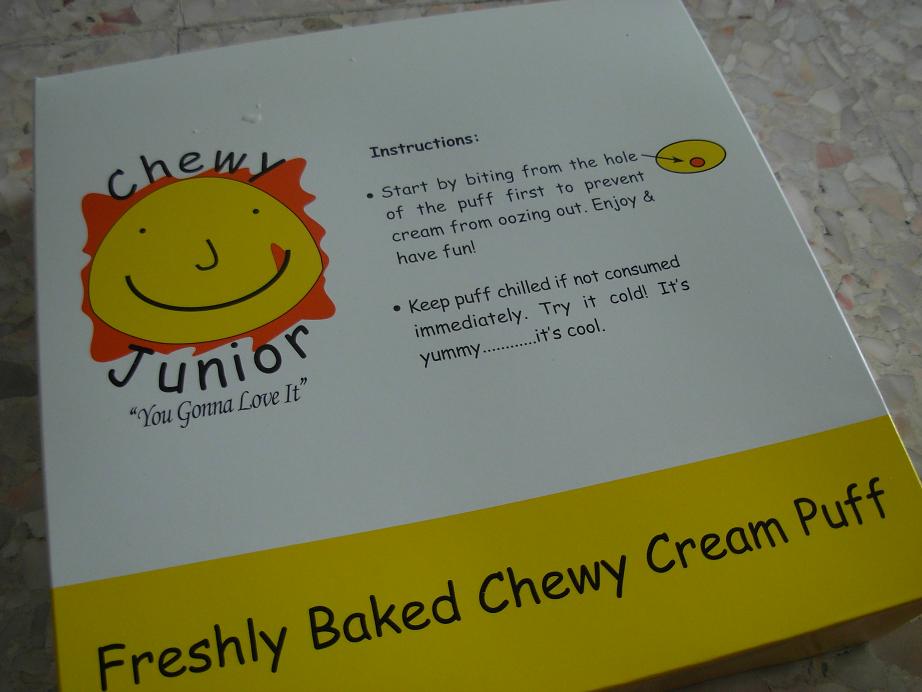 Chewy
Junior
"You Gonna Love It"
Instructions:
• Start by biting from the hole
of the puff first to prevent
cream from oozing out. Enjoy &
have fun!
• Keep puff chilled if not consumed
immediately. Try it cold! It's
yummy............it's cool.
Freshly Baked Chewy Cream Puff